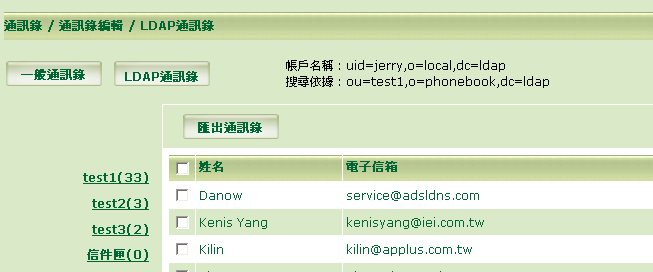 通訊錄 / 通訊錄編輯 / LDAP通訊錄
一般通訊錄 LDAP通訊錄
帳戶名稱：uid=jerry,o=local,dc=ldap
搜尋依據：ou=test1,o=phonebook,dc=ldap
匯出通訊錄
test1(33)
test2(3)
test3(2)
信件匣(0)
姓名 電子信箱
Danow service@adsldns.com
Kenis Yang kenisyang@iei.com.tw
Kilin kilin@applus.com.tw